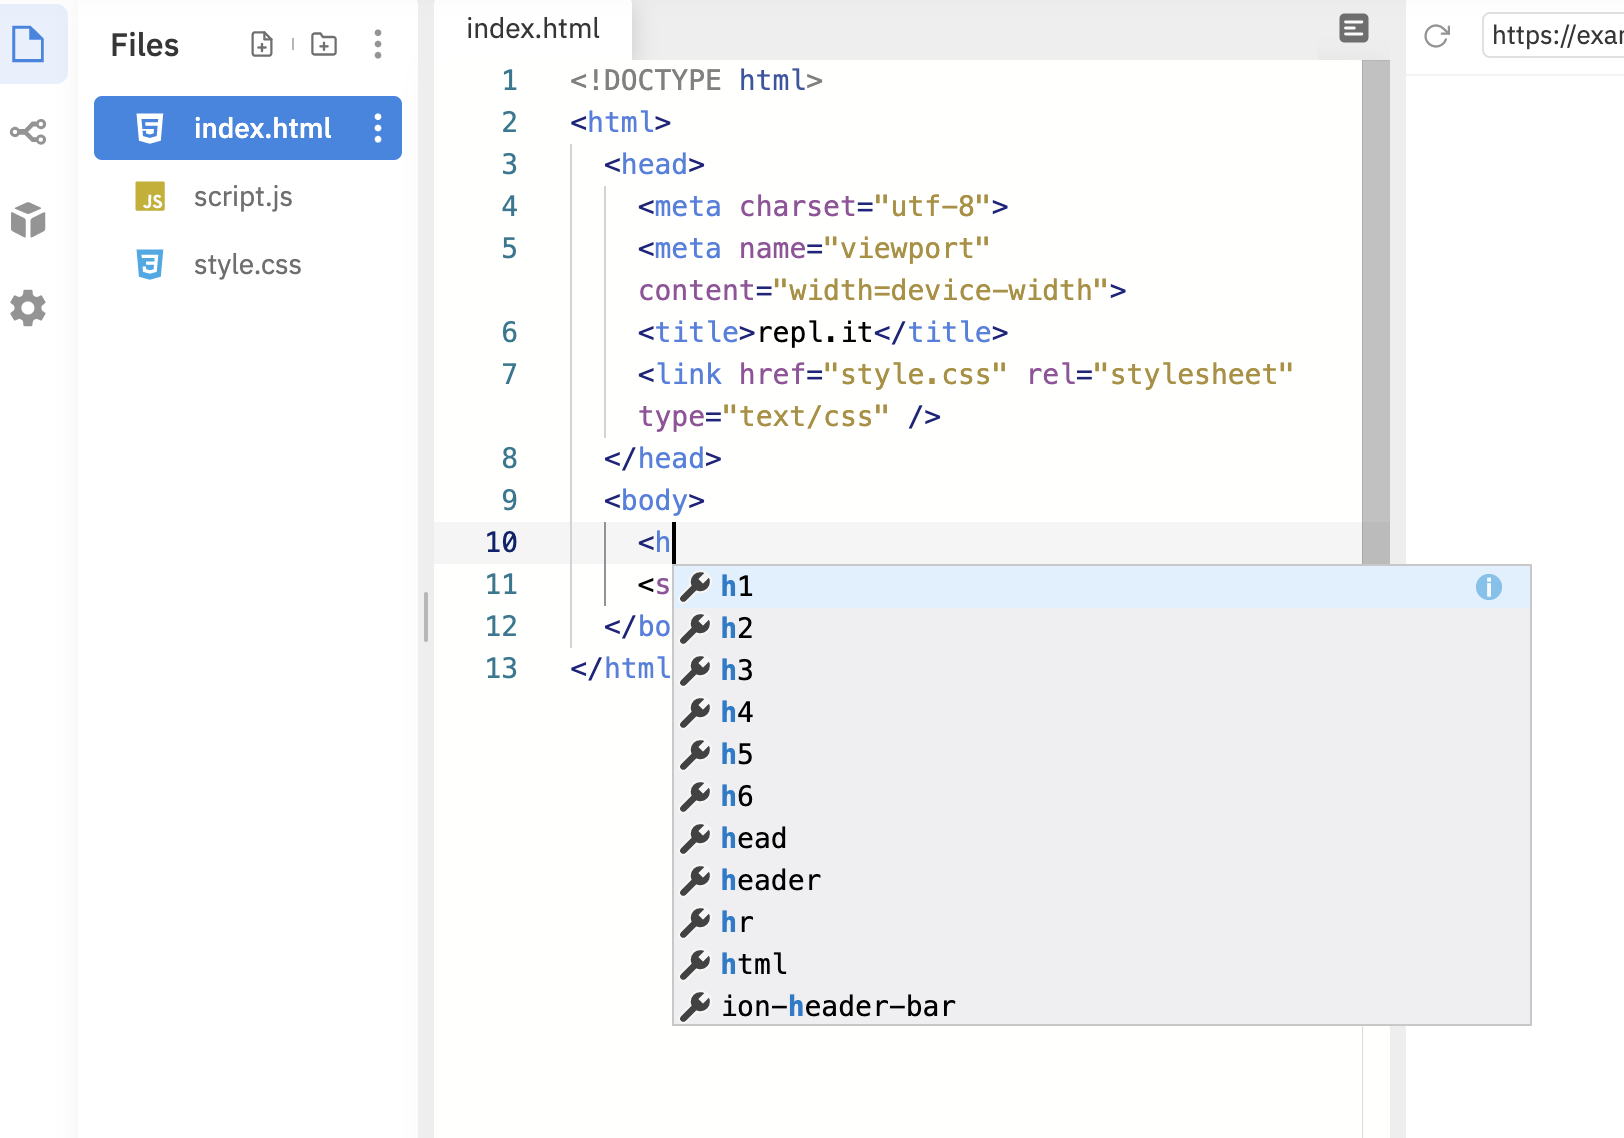 Files
index.html
script.js
style.css
index.html
https://exa
1 <!DOCTYPE html>
2 <html>
3 <head>
4 <meta charset="utf-8">
5 <meta name="viewport"
content="width=device-width">
6 <title>repl.it</title>
7 <link href="style.css" rel="stylesheet"
type="text/css" />
8 </head>
9 <body>
10 <h
11 <s
12 </bo
13 </html
h1
h2
h3
h4
h5
h6
head
header
hr
html
ion-header-bar